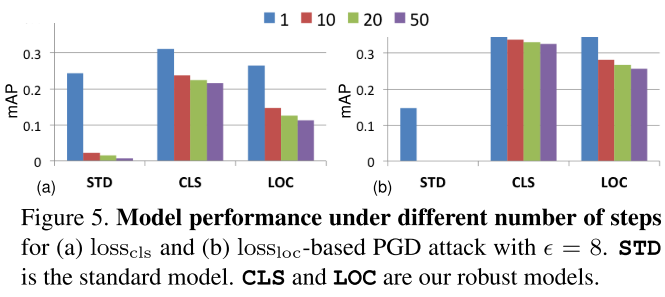 1 10 20 50
mAP
0.3
0.2
0.1
0
(a) STD CLS LOC
mAP
0.3
0.2
0.1
0
(b) STD CLS LOC
Figure 5. Model performance under different number of steps
for (a) loss_cls and (b) loss_loc-based PGD attack with ϵ = 8. STD
is the standard model. CLS and LOC are our robust models.